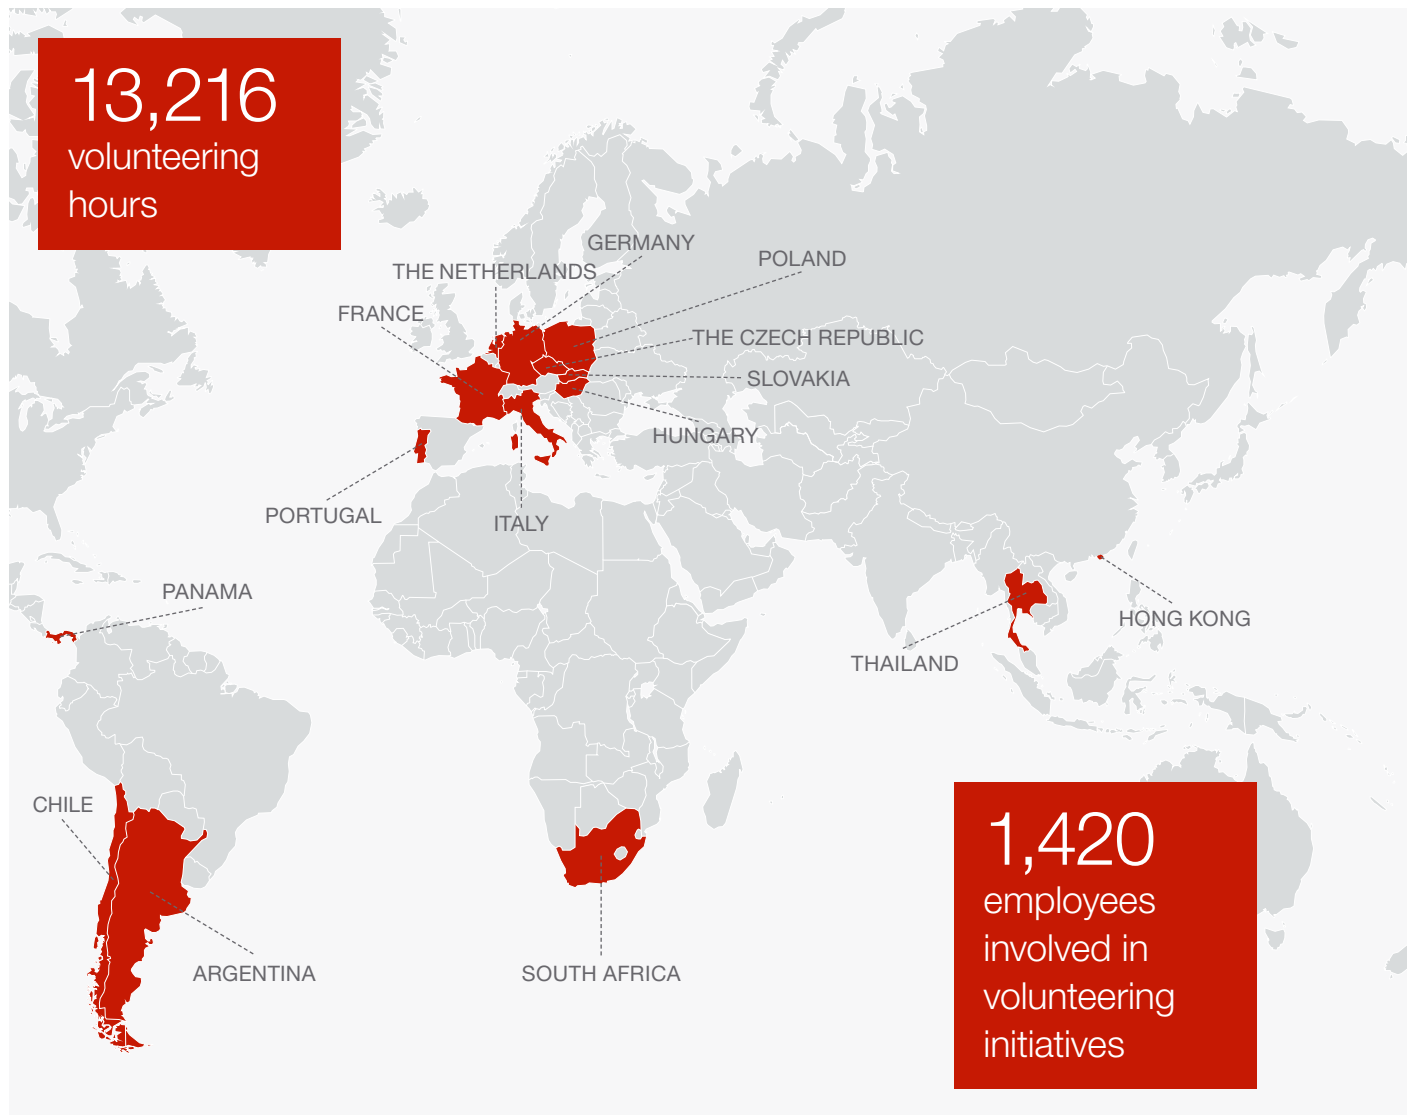 13,216
volunteering
hours
GERMANY
POLAND
THE NETHERLANDS
FRANCE
THE CZECH REPUBLIC
SLOVAKIA
HUNGARY
PORTUGAL
ITALY
PANAMA
HONG KONG
THAILAND
CHILE
ARGENTINA
SOUTH AFRICA
1,420
employees
involved in
volunteering
initiatives